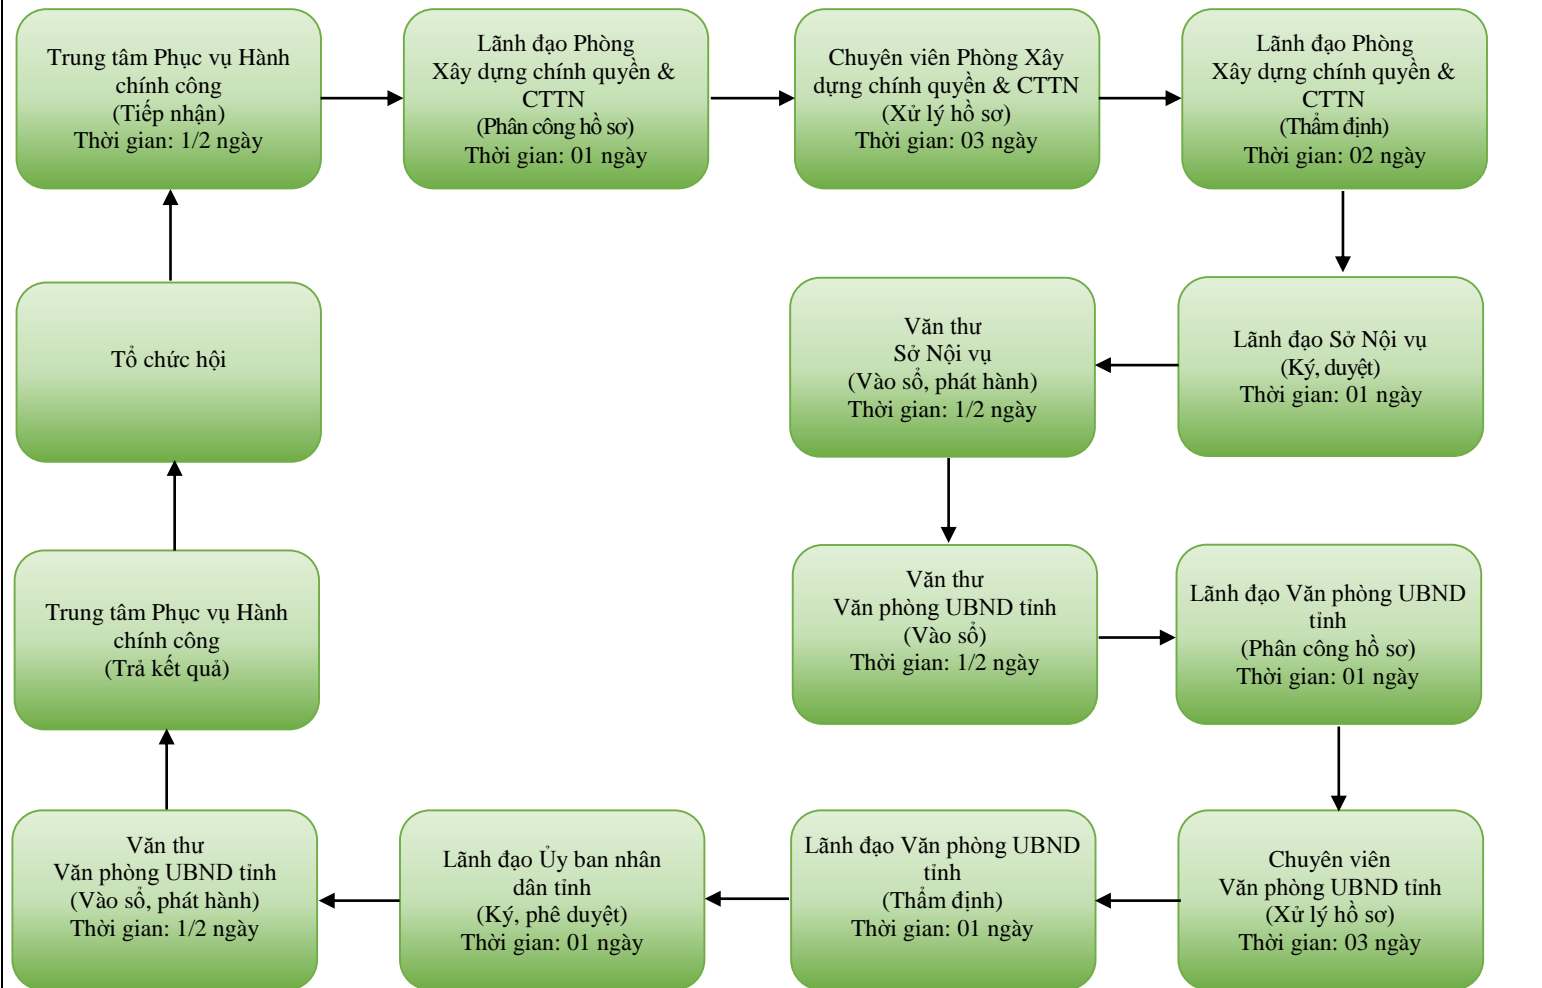 Trung tâm Phục vụ Hành
chính công
(Tiếp nhận)
Thời gian: 1/2 ngày
Lãnh đạo Phòng
Xây dựng chính quyền &
CTTN
(Phân công hồ sơ)
Thời gian: 01 ngày
Chuyên viên Phòng Xây
dựng chính quyền & CTTN
(Xử lý hồ sơ)
Thời gian: 03 ngày
Lãnh đạo Phòng
Xây dựng chính quyền &
CTTN
(Thẩm định)
Thời gian: 02 ngày
Lãnh đạo Sở Nội vụ
(Ký, duyệt)
Thời gian: 01 ngày
Văn thư
Sở Nội vụ
(Vào sổ, phát hành)
Thời gian: 1/2 ngày
Văn thư
Văn phòng UBND tỉnh
(Vào sổ)
Thời gian: 1/2 ngày
Lãnh đạo Văn phòng UBND
tỉnh
(Phân công hồ sơ)
Thời gian: 01 ngày
Chuyên viên
Văn phòng UBND tỉnh
(Xử lý hồ sơ)
Thời gian: 03 ngày
Lãnh đạo Văn phòng UBND
tỉnh
(Thẩm định)
Thời gian: 01 ngày
Lãnh đạo Ủy ban nhân
dân tỉnh
(Ký, phê duyệt)
Thời gian: 01 ngày
Văn thư
Văn phòng UBND tỉnh
(Vào sổ, phát hành)
Thời gian: 1/2 ngày
Trung tâm Phục vụ Hành
chính công
(Trả kết quả)
Tổ chức hội